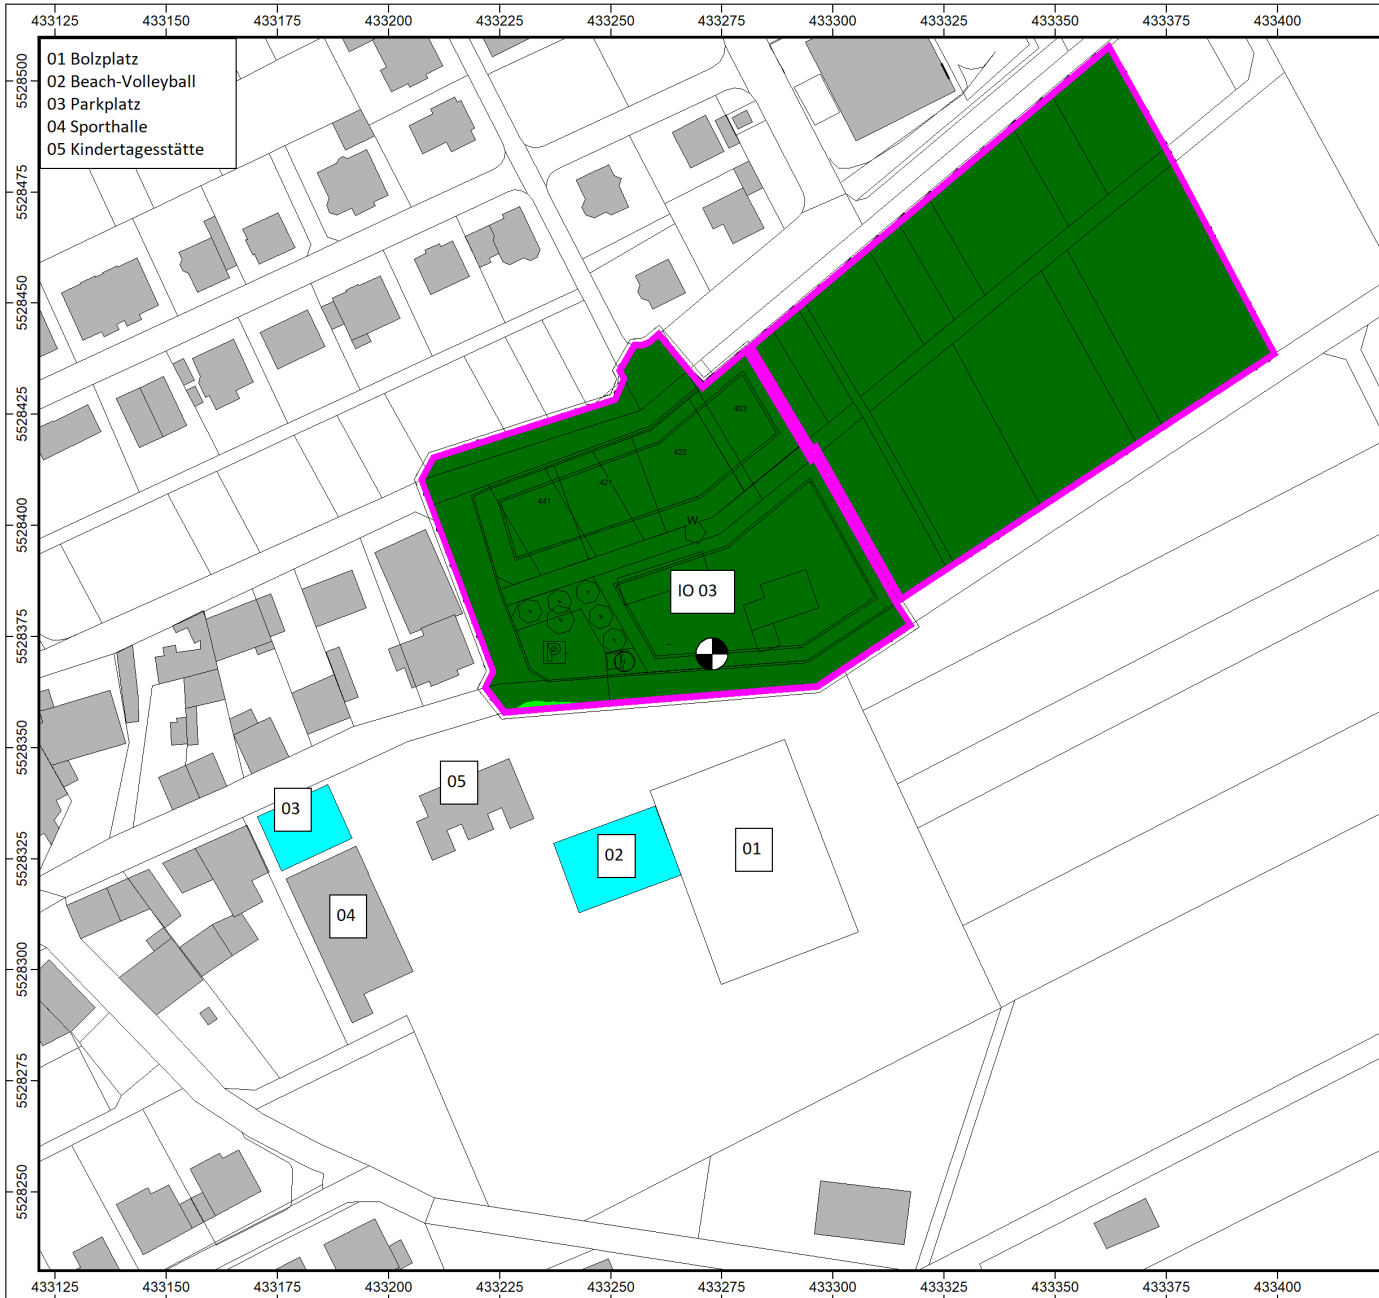 433125 433150 433175 433200 433225 433250 433275 433300 433325 433350 433375 433400
01 Bolzplatz
02 Beach-Volleyball
03 Parkplatz
04 Sporthalle
05 Kindertagesstätte
5528500
5528475
5528450
5528425
5528400
5528375
5528350
5528325
5528300
5528275
5528250
403
422
421
441
W
IO 03
P
05
03
02
01
04
433125 433150 433175 433200 433225 433250 433275 433300 433325 433350 433375 433400